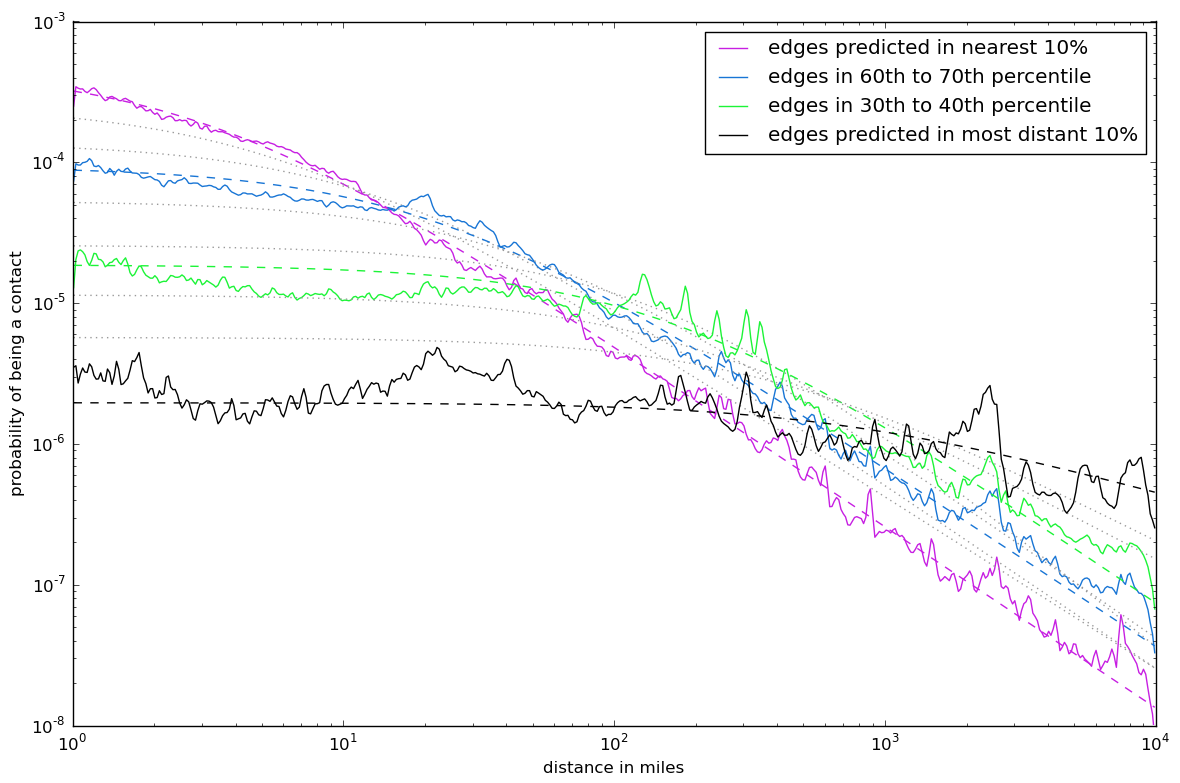 10^-3
10^-4
10^-5
10^-6
10^-7
10^-8
probability of being a contact
edges predicted in nearest 10%
edges in 60th to 70th percentile
edges in 30th to 40th percentile
edges predicted in most distant 10%
10^0 10^1 10^2 10^3 10^4
distance in miles